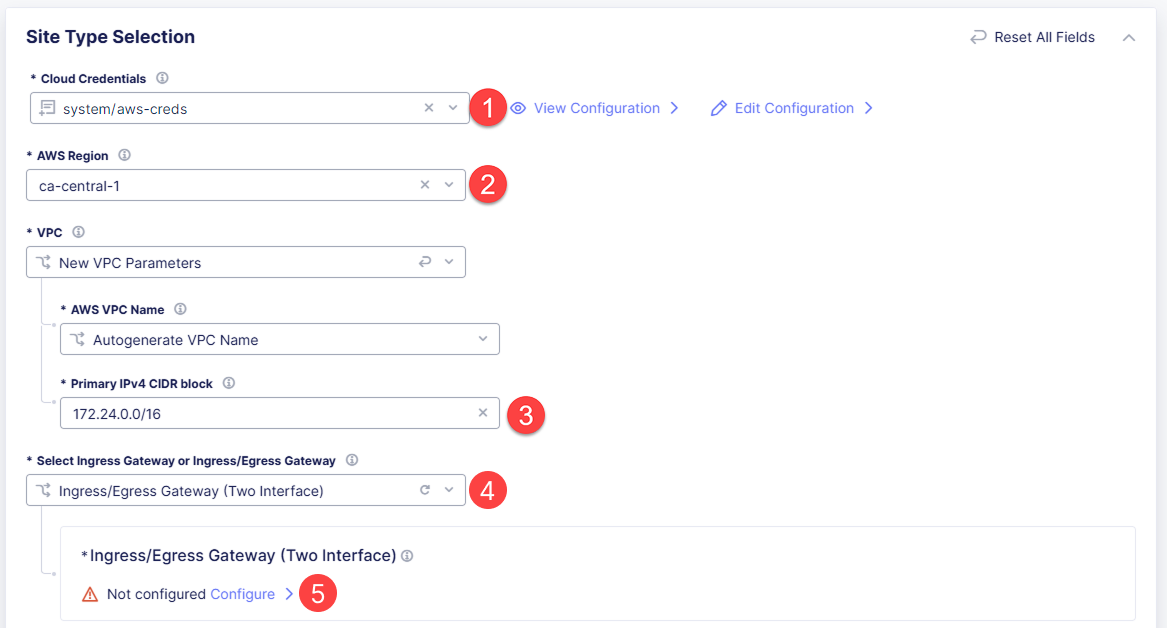 Site Type Selection Reset All Fields
* Cloud Credentials
system/aws-creds 1 View Configuration Edit Configuration
* AWS Region
ca-central-1 2
* VPC
New VPC Parameters
* AWS VPC Name
Autogenerate VPC Name
* Primary IPv4 CIDR block
172.24.0.0/16 3
* Select Ingress Gateway or Ingress/Egress Gateway
Ingress/Egress Gateway (Two Interface) 4
*Ingress/Egress Gateway (Two Interface)
Not configured Configure 5